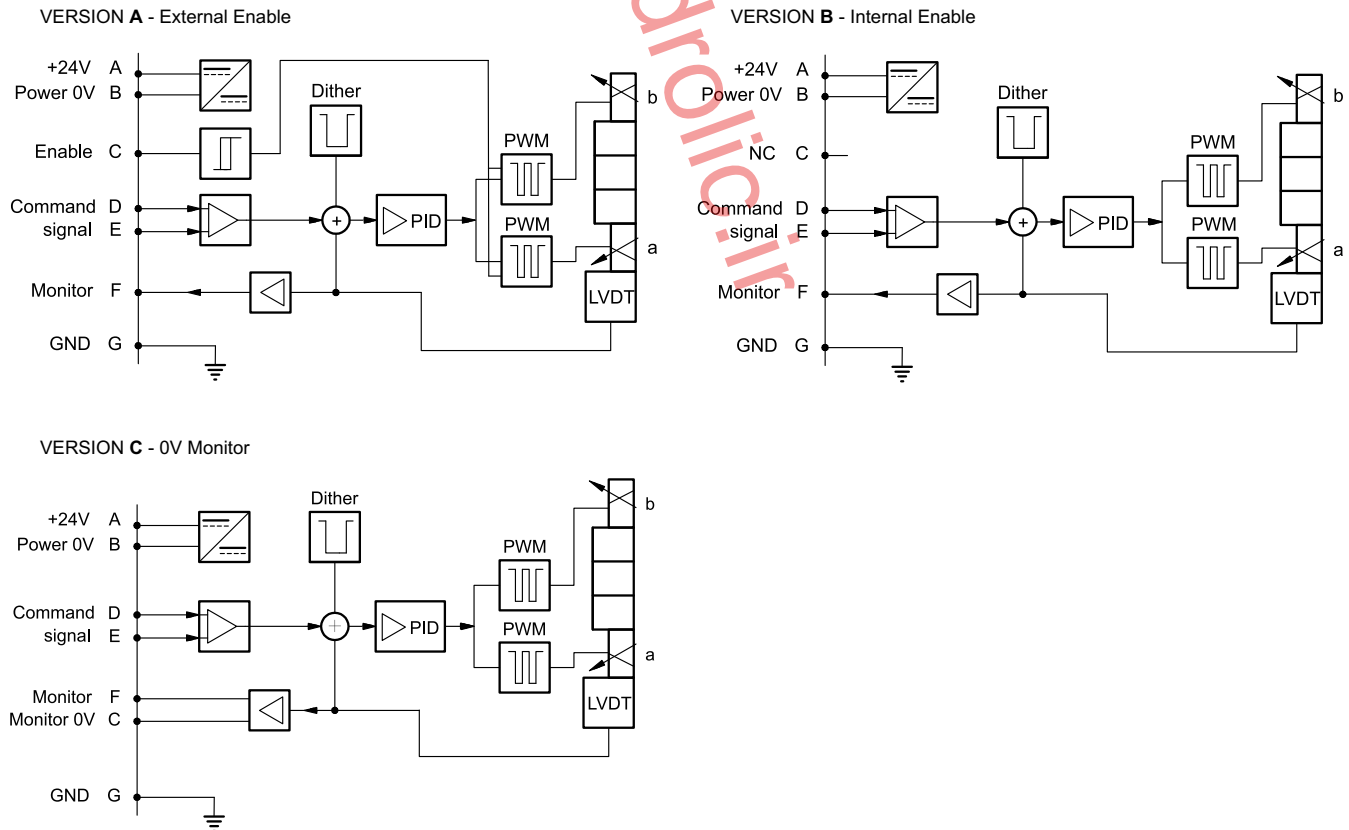 VERSION A - External Enable
+24V A
Power 0V B
Enable C
Command D
signal E
Monitor F
GND G
Dither
PID
PWM
PWM
b
a
LVDT
VERSION B - Internal Enable
+24V A
Power 0V B
NC C
Command D
signal E
Monitor F
GND G
Dither
PID
PWM
PWM
b
a
LVDT
drolic.ir
VERSION C - 0V Monitor
+24V A
Power 0V B
Command D
signal E
Monitor F
Monitor 0V C
GND G
Dither
PID
PWM
PWM
b
a
LVDT